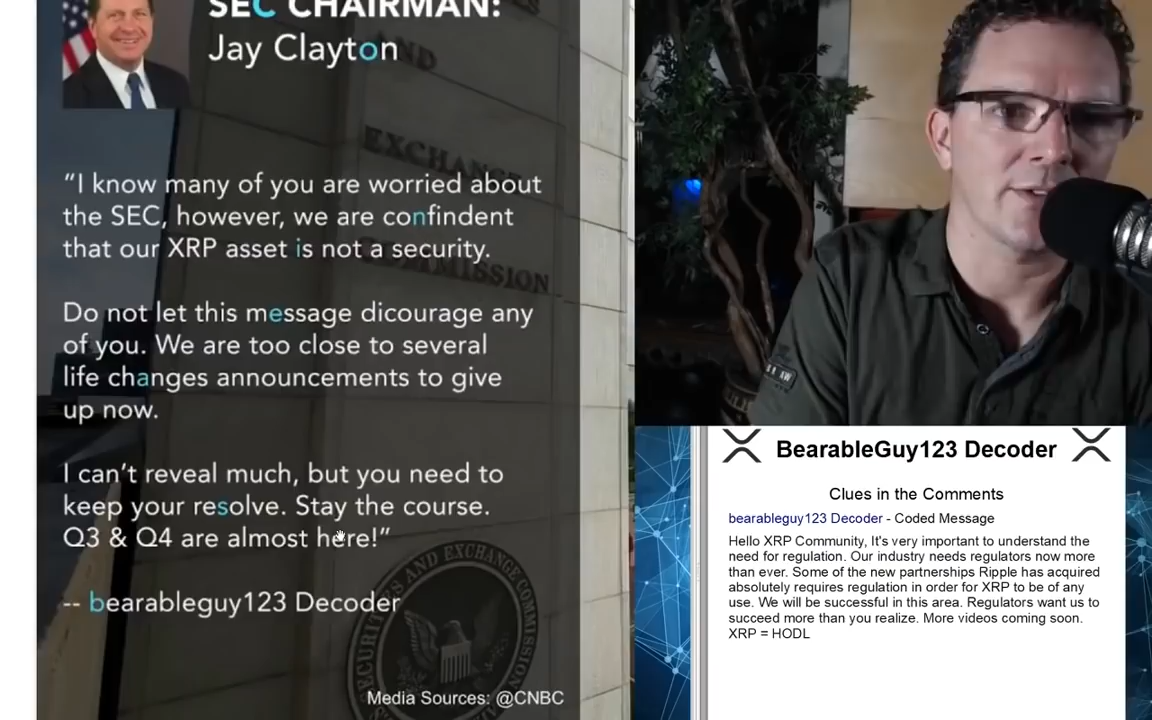 SEC CHAIRMAN:
Jay Clayton
AND
EXCHANGE
COMMISSION
“I know many of you are worried about
the SEC, however, we are confindent
that our XRP asset is not a security.
Do not let this message dicourage any
of you. We are too close to several
life changes announcements to give
up now.
I can’t reveal much, but you need to
keep your resolve. Stay the course.
Q3 & Q4 are almost here!”
-- bearableguy123 Decoder
SECURITIES AND EXCHANGE COMMISSION
Media Sources: @CNBC
BearableGuy123 Decoder
Clues in the Comments
bearableguy123 Decoder - Coded Message
Hello XRP Community, It's very important to understand the
need for regulation. Our industry needs regulators now more
than ever. Some of the new partnerships Ripple has acquired
absolutely requires regulation in order for XRP to be of any
use. We will be successful in this area. Regulators want us to
succeed more than you realize. More videos coming soon.
XRP = HODL